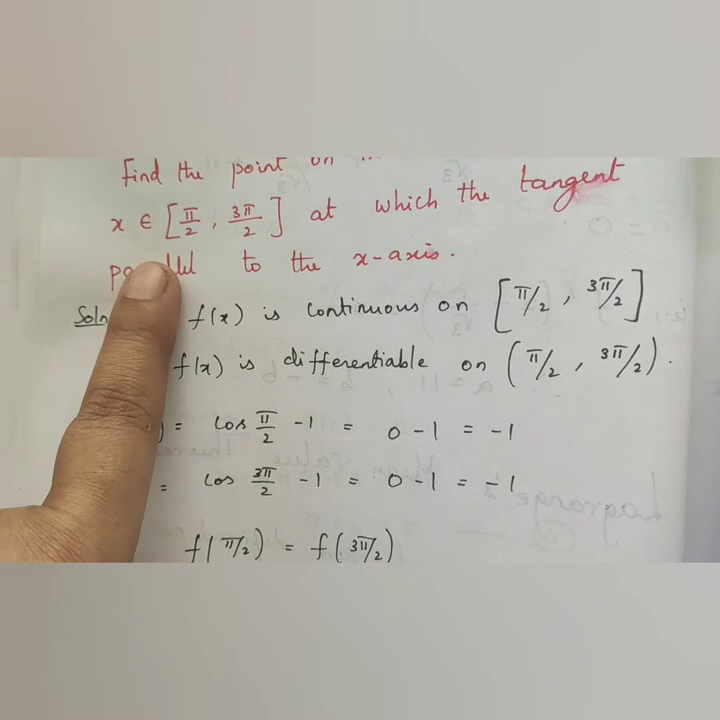 Find the point on
x ∈ [π/2, 3π/2] at which the tangent
to the x-axis.
Soln f(x) is continuous on [π/2, 3π/2]
f(x) is differentiable on (π/2, 3π/2).
) = cos π/2 - 1 = 0 - 1 = -1
= cos 3π/2 - 1 = 0 - 1 = -1
f(π/2) = f(3π/2)